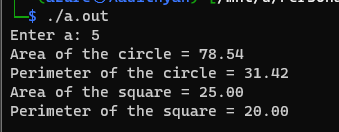 $ ./a.out
Enter a: 5
Area of the circle = 78.54
Perimeter of the circle = 31.42
Area of the square = 25.00
Perimeter of the square = 20.00